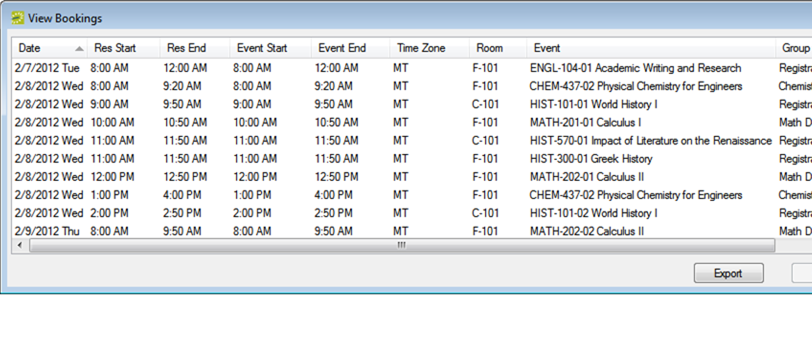 View Bookings
Date Res Start Res End Event Start Event End Time Zone Room Event Group
2/7/2012 Tue 8:00 AM 12:00 AM 8:00 AM 12:00 AM MT F-101 ENGL-104-01 Academic Writing and Research Registra
2/8/2012 Wed 8:00 AM 9:20 AM 8:00 AM 9:20 AM MT F-101 CHEM-437-02 Physical Chemistry for Engineers Chemist
2/8/2012 Wed 9:00 AM 9:50 AM 9:00 AM 9:50 AM MT C-101 HIST-101-01 World History I Registra
2/8/2012 Wed 10:00 AM 10:50 AM 10:00 AM 10:50 AM MT F-101 MATH-201-01 Calculus I Math D
2/8/2012 Wed 11:00 AM 11:50 AM 11:00 AM 11:50 AM MT C-101 HIST-570-01 Impact of Literature on the Renaissance Registra
2/8/2012 Wed 11:00 AM 11:50 AM 11:00 AM 11:50 AM MT F-101 HIST-300-01 Greek History Registra
2/8/2012 Wed 12:00 PM 12:50 PM 12:00 PM 12:50 PM MT F-101 MATH-202-01 Calculus II Math D
2/8/2012 Wed 1:00 PM 4:00 PM 1:00 PM 4:00 PM MT F-101 CHEM-437-02 Physical Chemistry for Engineers Chemist
2/8/2012 Wed 2:00 PM 2:50 PM 2:00 PM 2:50 PM MT C-101 HIST-101-02 World History I Registra
2/9/2012 Thu 8:00 AM 9:50 AM 8:00 AM 9:50 AM MT F-101 MATH-202-02 Calculus II Math D
Export